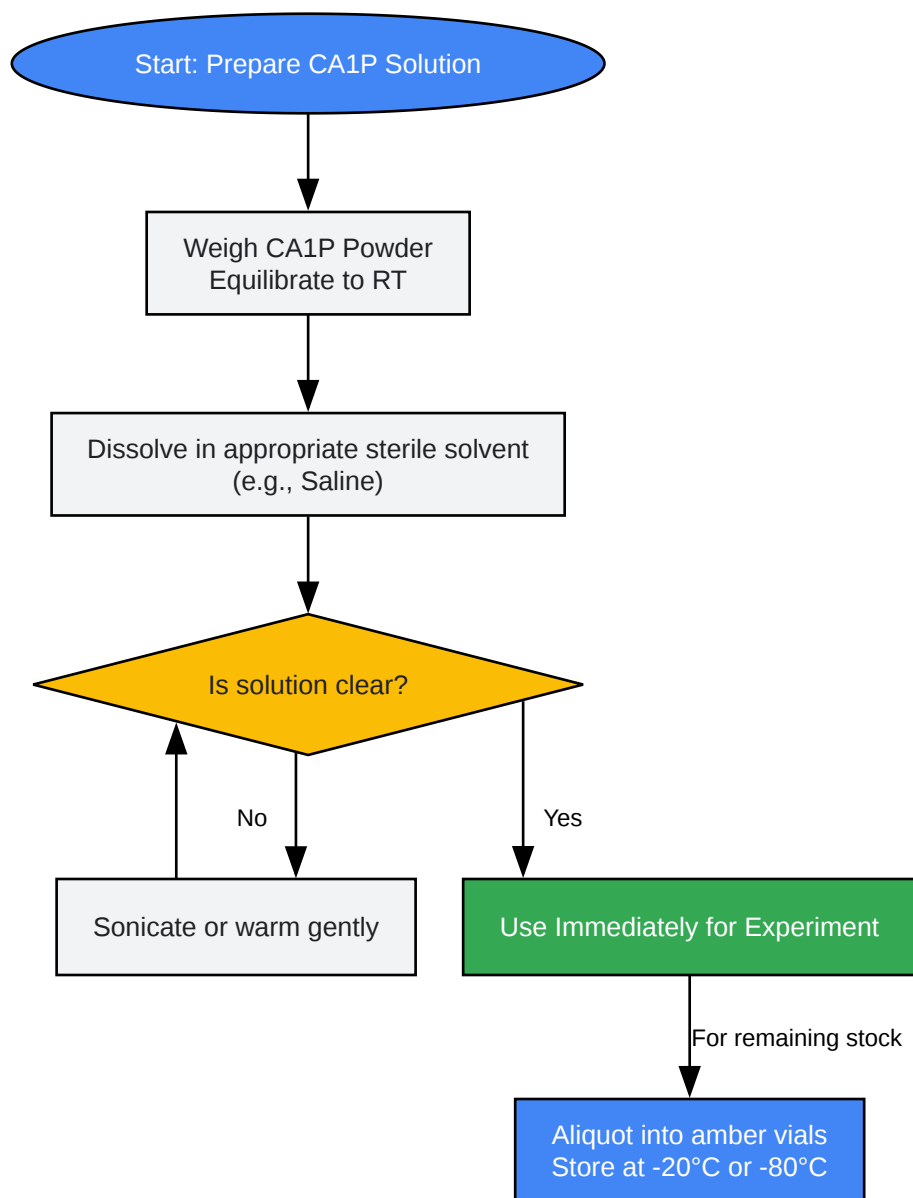 Start: Prepare CA1P Solution
Weigh CA1P Powder
Equilibrate to RT
Dissolve in appropriate sterile solvent
(e.g., Saline)
Is solution clear?
No
Yes
Sonicate or warm gently
Use Immediately for Experiment
For remaining stock
Aliquot into amber vials
Store at -20°C or -80°C